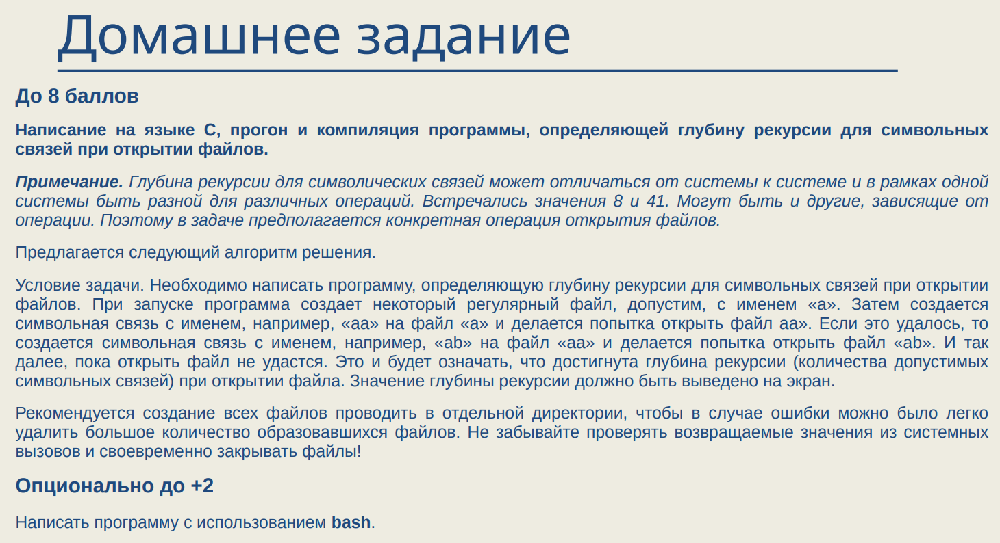 Домашнее задание
До 8 баллов
Написание на языке C, прогон и компиляция программы, определяющей глубину рекурсии для символьных
связей при открытии файлов.
Примечание. Глубина рекурсии для символических связей может отличаться от системы к системе и в рамках одной
системы быть разной для различных операций. Встречались значения 8 и 41. Могут быть и другие, зависящие от
операции. Поэтому в задаче предполагается конкретная операция открытия файлов.
Предлагается следующий алгоритм решения.
Условие задачи. Необходимо написать программу, определяющую глубину рекурсии для символьных связей при открытии
файлов. При запуске программа создает некоторый регулярный файл, допустим, с именем «a». Затем создается
символьная связь с именем, например, «aa» на файл «a» и делается попытка открыть файл aa». Если это удалось, то
создается символьная связь с именем, например, «ab» на файл «aa» и делается попытка открыть файл «ab». И так
далее, пока открыть файл не удастся. Это и будет означать, что достигнута глубина рекурсии (количества допустимых
символьных связей) при открытии файла. Значение глубины рекурсии должно быть выведено на экран.
Рекомендуется создание всех файлов проводить в отдельной директории, чтобы в случае ошибки можно было легко
удалить большое количество образовавшихся файлов. Не забывайте проверять возвращаемые значения из системных
вызовов и своевременно закрывать файлы!
Опционально до +2
Написать программу с использованием bash.